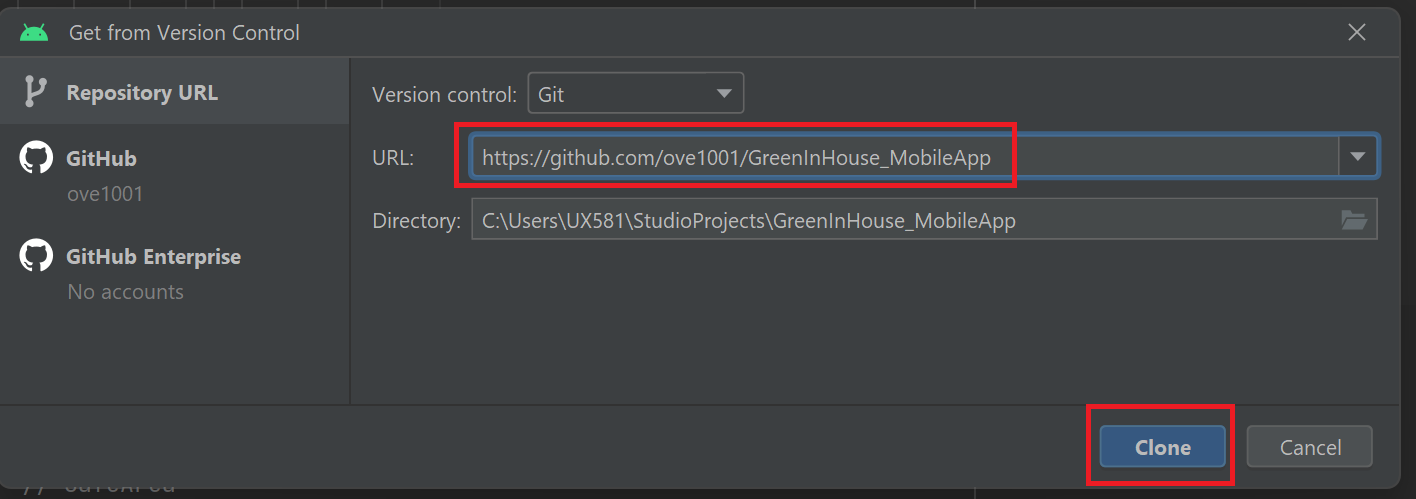 Get from Version Control
Repository URL
GitHub
ove1001
GitHub Enterprise
No accounts
Version control: Git
URL: https://github.com/ove1001/GreenInHouse_MobileApp
Directory: C:\Users\UX581\StudioProjects\GreenInHouse_MobileApp
Clone Cancel